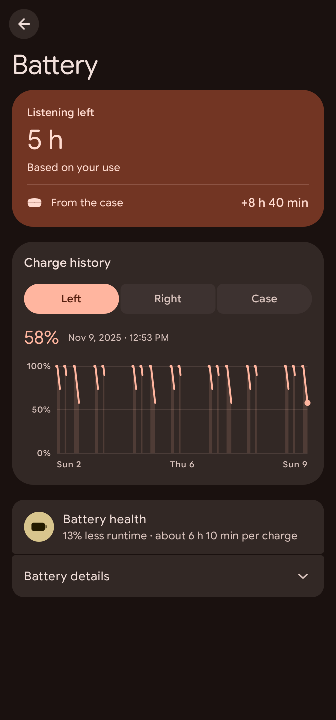 Battery
Listening left
5 h
Based on your use
From the case
+8 h 40 min
Charge history
Left
Right
Case
58%
Nov 9, 2025 · 12:53 PM
100%
50%
0%
Sun 2
Thu 6
Sun 9
Battery health
13% less runtime · about 6 h 10 min per charge
Battery details